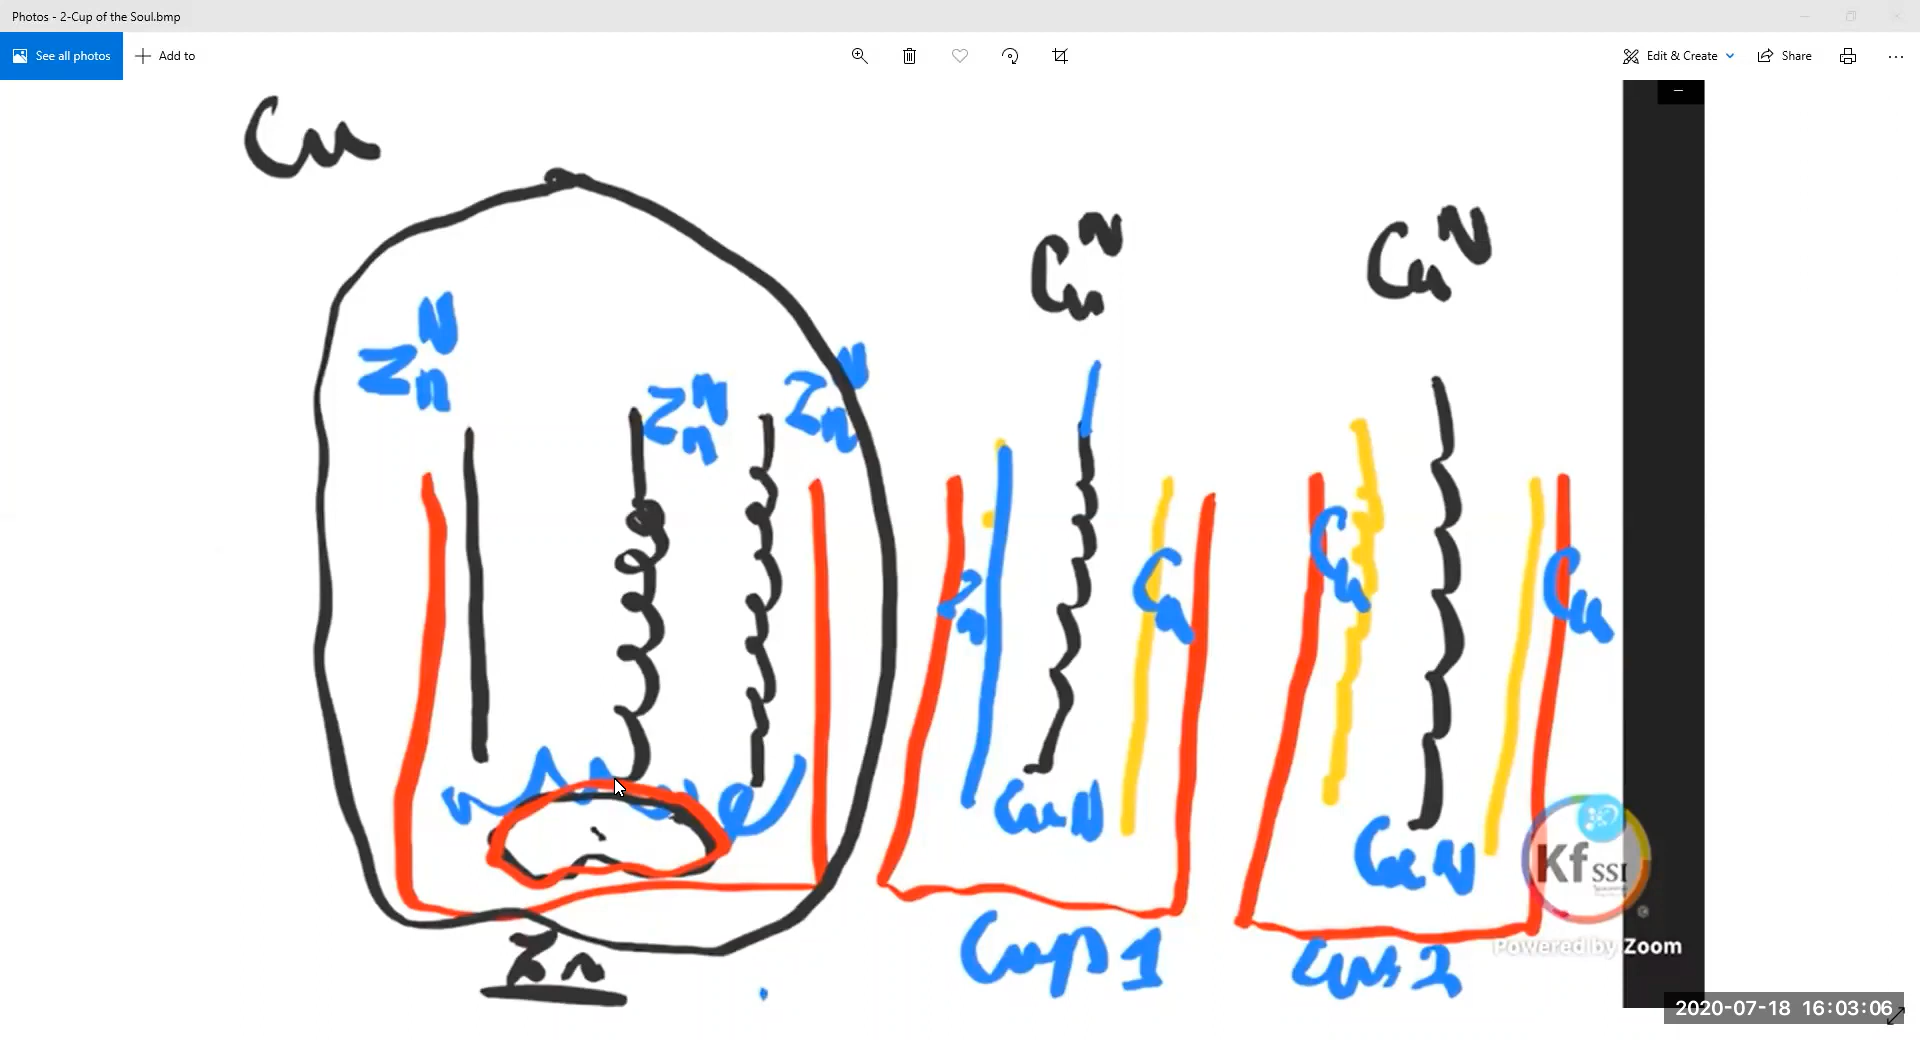 Photos - 2-Cup of the Soul.bmp
See all photos
Add to
Edit & Create
Share
Cu
Cu N
Cu N
Zn N
Zn N
Zn N
Zn
Cu
Cu
Cu
Cu N
Cu N
Zn
Cup 1
Cup 2
Kf SSI
Powered by Zoom
2020-07-18 16:03:06